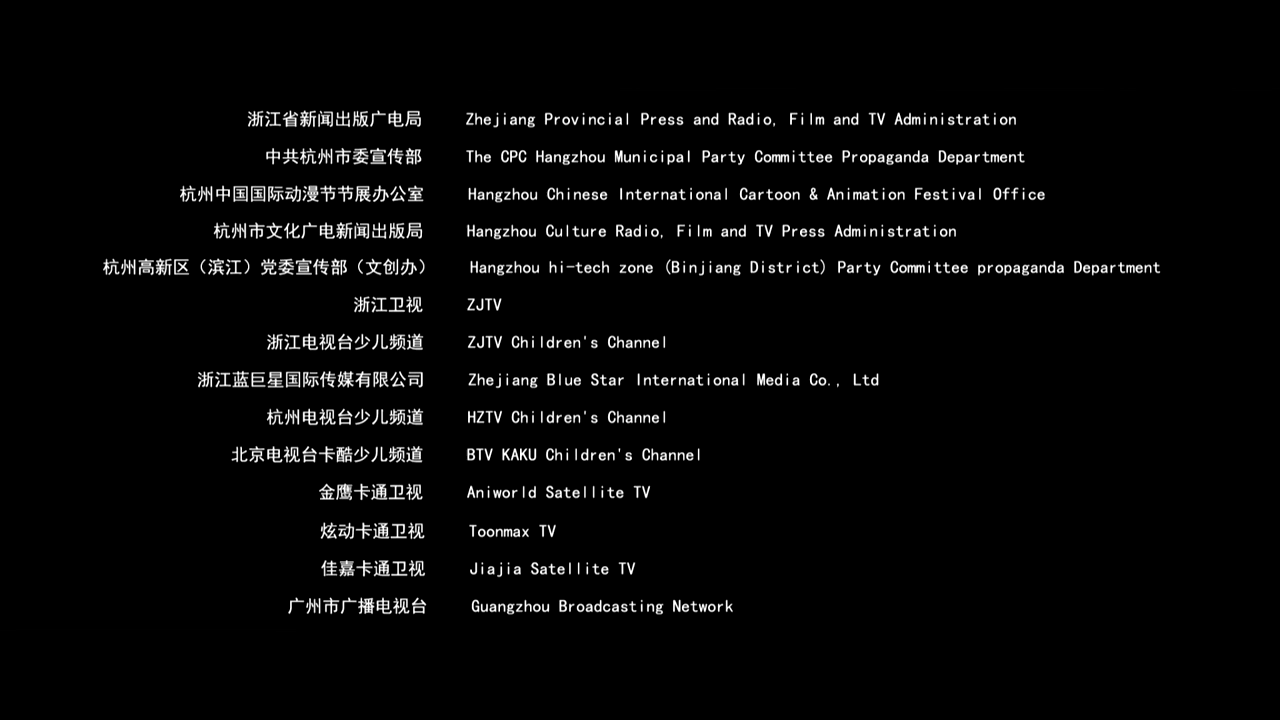 浙江省新闻出版广电局 Zhejiang Provincial Press and Radio, Film and TV Administration
中共杭州市委宣传部 The CPC Hangzhou Municipal Party Committee Propaganda Department
杭州中国国际动漫节节展办公室 Hangzhou Chinese International Cartoon & Animation Festival Office
杭州市文化广电新闻出版局 Hangzhou Culture Radio, Film and TV Press Administration
杭州高新区（滨江）党委宣传部（文创办） Hangzhou hi-tech zone (Binjiang District) Party Committee propaganda Department
浙江卫视 ZJTV
浙江电视台少儿频道 ZJTV Children's Channel
浙江蓝巨星国际传媒有限公司 Zhejiang Blue Star International Media Co., Ltd
杭州电视台少儿频道 HZTV Children's Channel
北京电视台卡酷少儿频道 BTV KAKU Children's Channel
金鹰卡通卫视 Aniworld Satellite TV
炫动卡通卫视 Toonmax TV
佳嘉卡通卫视 Jiajia Satellite TV
广州市广播电视台 Guangzhou Broadcasting Network